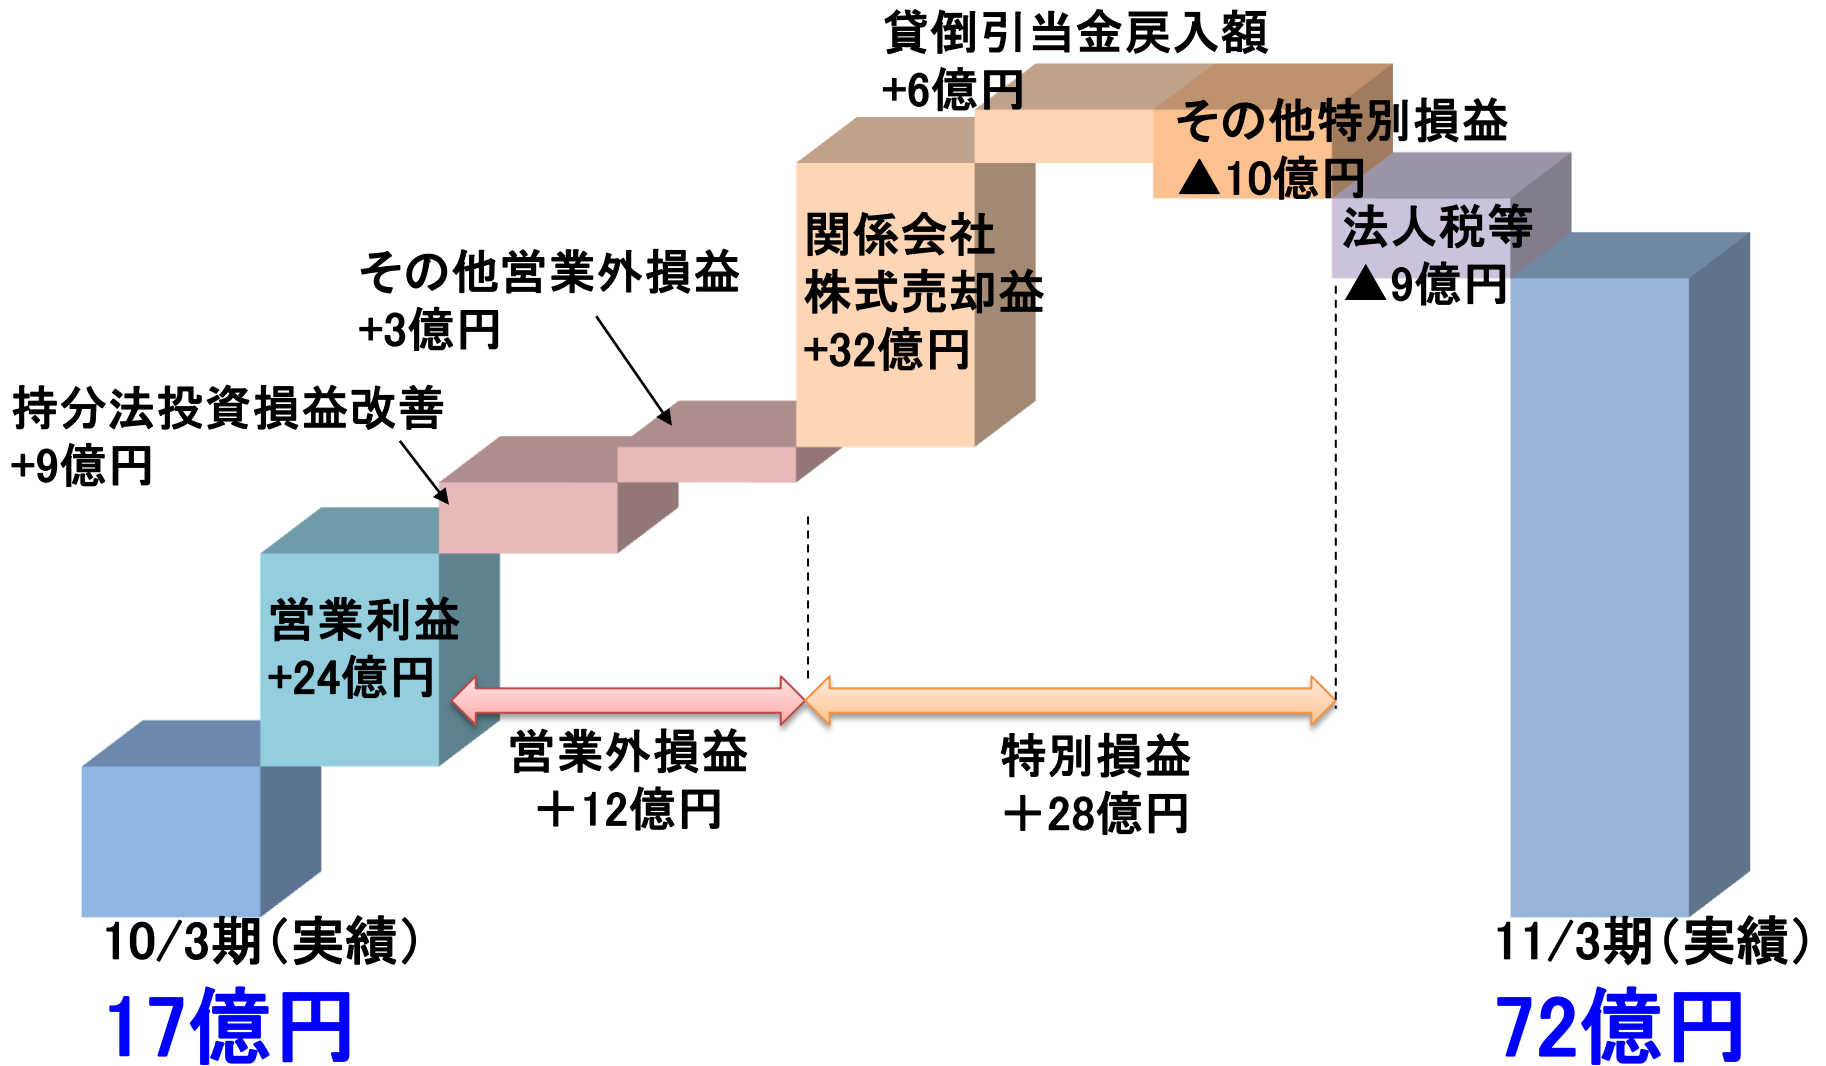 貸倒引当金戻入額
+6億円
その他特別損益
▲10億円
法人税等
▲9億円
関係会社
株式売却益
+32億円
その他営業外損益
+3億円
持分法投資損益改善
+9億円
営業利益
+24億円
営業外損益
＋12億円
特別損益
＋28億円
10/3期（実績）
17億円
11/3期（実績）
72億円